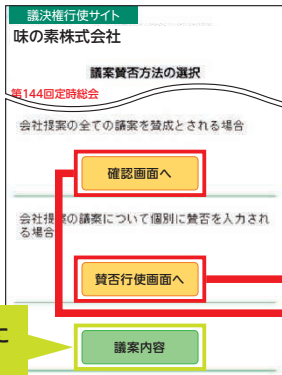 議決権行使サイト
味の素株式会社
議案賛否方法の選択
第144回定時総会
会社提案の全ての議案を賛成とされる場合
確認画面へ
会社提案の議案について個別に賛否を入力され
る場合
賛否行使画面へ
に
議案内容